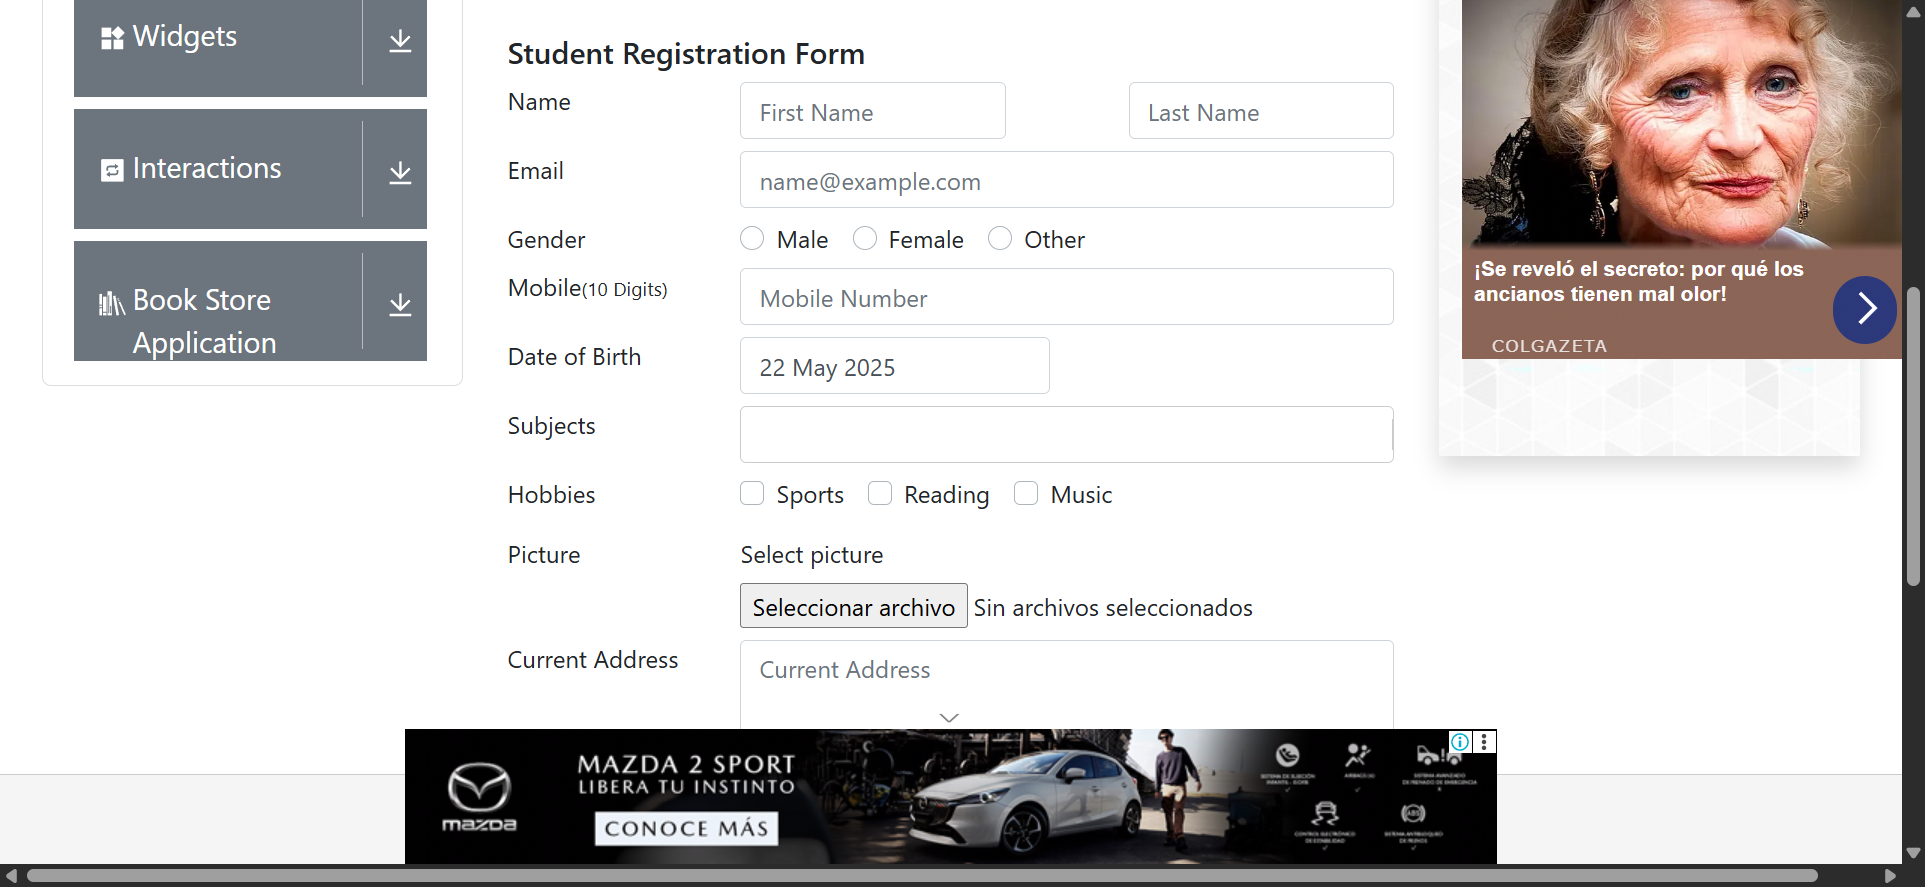 Widgets
Interactions
Book Store
Application
Student Registration Form
Name
First Name
Last Name
Email
name@example.com
Gender
Male
Female
Other
Mobile(10 Digits)
Mobile Number
Date of Birth
22 May 2025
Subjects
Hobbies
Sports
Reading
Music
Picture
Select picture
Seleccionar archivo
Sin archivos seleccionados
Current Address
Current Address
¡Se reveló el secreto: por qué los
ancianos tienen mal olor!
COLGAZETA
mazda
MAZDA 2 SPORT
LIBERA TU INSTINTO
CONOCE MÁS
ABS